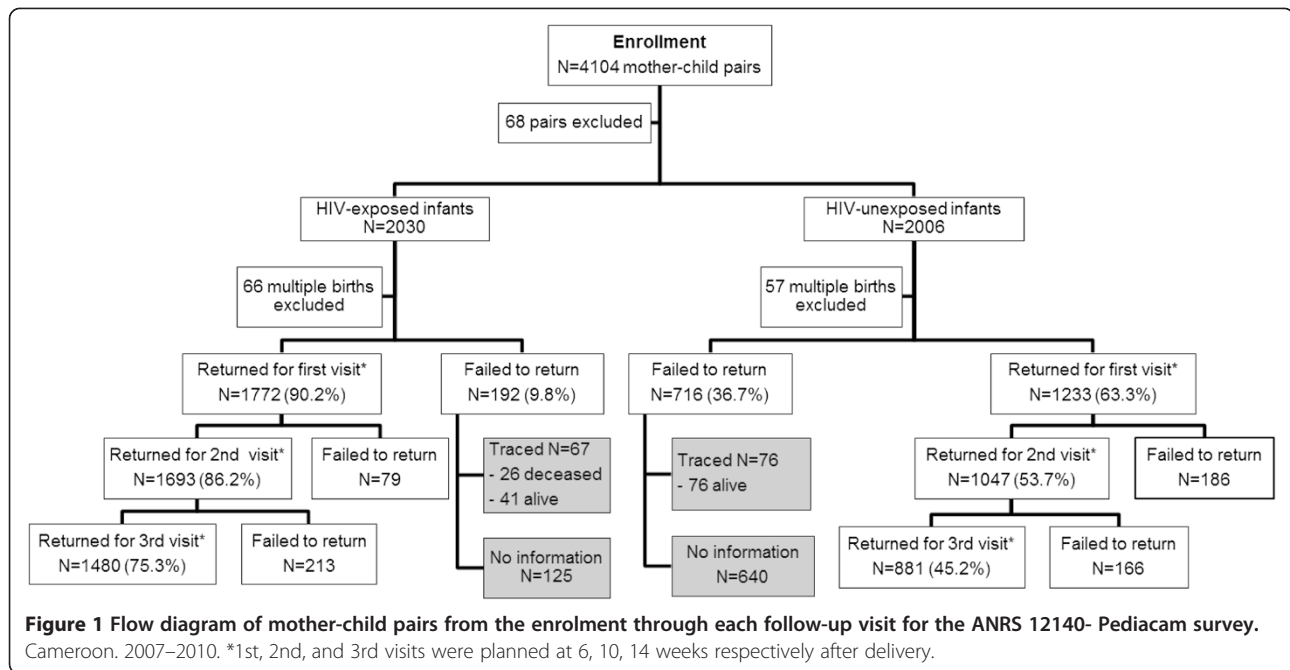 Enrollment
N=4104 mother-child pairs
68 pairs excluded
HIV-exposed infants
N=2030
HIV-unexposed infants
N=2006
66 multiple births
excluded
57 multiple births
excluded
Returned for first visit*
N=1772 (90.2%)
Failed to return
N=192 (9.8%)
Failed to return
N=716 (36.7%)
Returned for first visit*
N=1233 (63.3%)
Returned for 2nd visit*
N=1693 (86.2%)
Failed to return
N=79
Traced N=67
- 26 deceased
- 41 alive
Traced N=76
- 76 alive
Returned for 2nd visit*
N=1047 (53.7%)
Failed to return
N=186
Returned for 3rd visit*
N=1480 (75.3%)
Failed to return
N=213
No information
N=125
No information
N=640
Returned for 3rd visit*
N=881 (45.2%)
Failed to return
N=166
Figure 1 Flow diagram of mother-child pairs from the enrolment through each follow-up visit for the ANRS 12140- Pediacam survey.
Cameroon. 2007–2010. *1st, 2nd, and 3rd visits were planned at 6, 10, 14 weeks respectively after delivery.